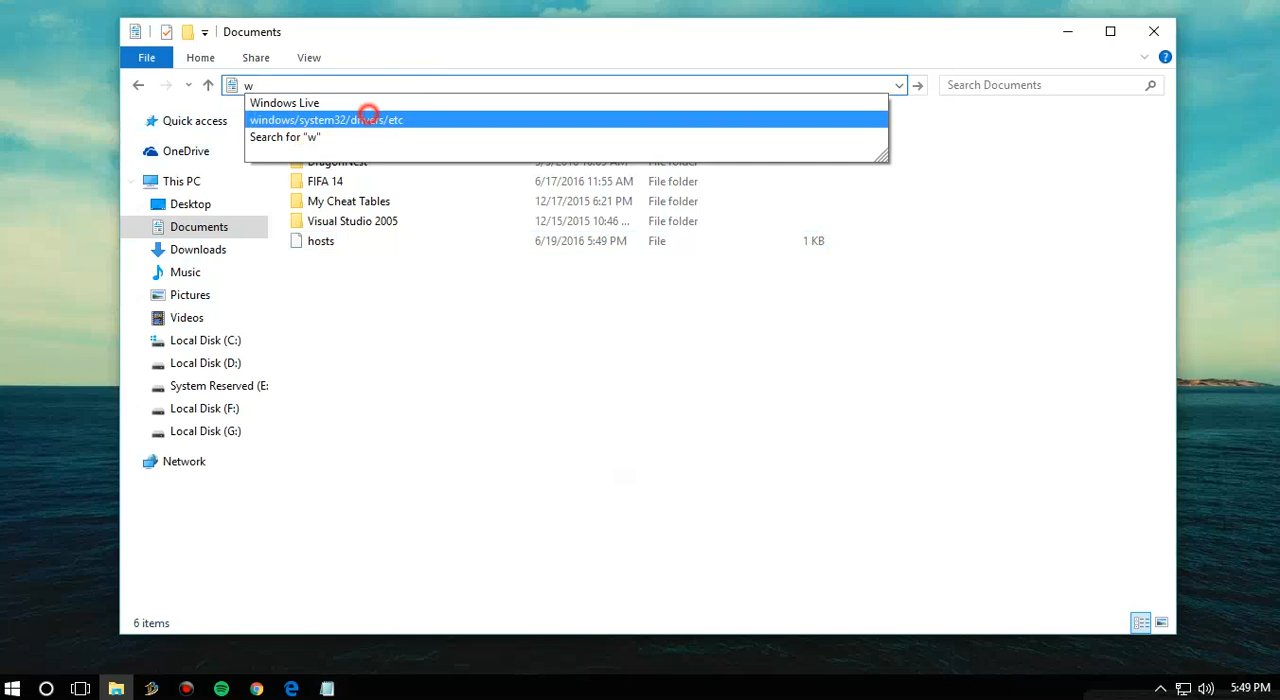 Documents
File Home Share View
w
Search Documents
Windows Live
windows/system32/drivers/etc
Search for "w"
Quick access
OneDrive
This PC
Desktop
Documents
Downloads
Music
Pictures
Videos
Local Disk (C:)
Local Disk (D:)
System Reserved (E:
Local Disk (F:)
Local Disk (G:)
Network
DragonNest
FIFA 14 6/17/2016 11:55 AM File folder
My Cheat Tables 12/17/2015 6:21 PM File folder
Visual Studio 2005 12/15/2015 10:46 ... File folder
hosts 6/19/2016 5:49 PM File 1 KB
6 items
5:49 PM